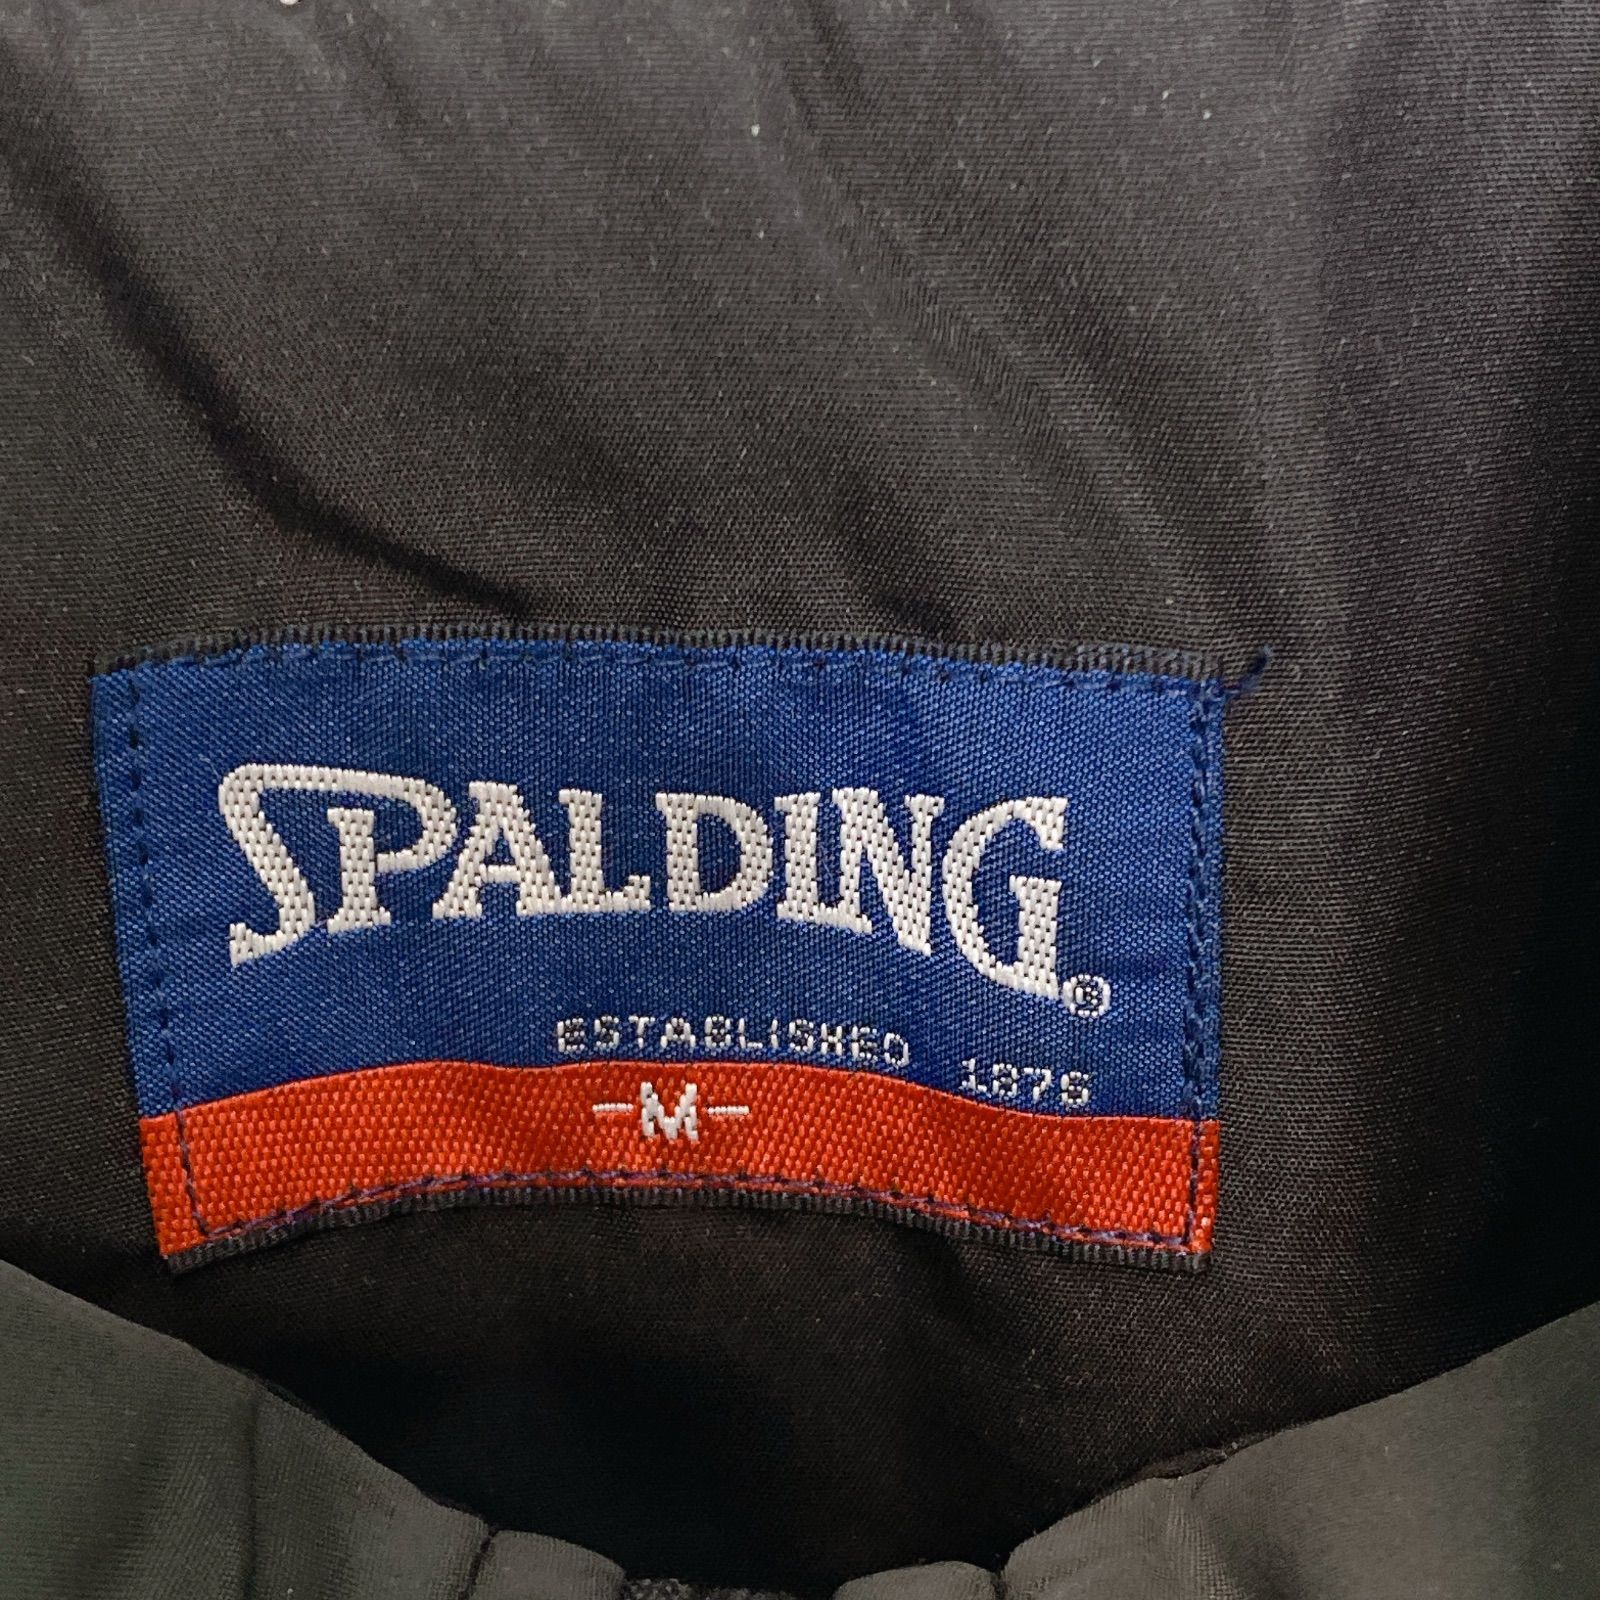 SPALDING®
ESTABLISHED 1876
-M-